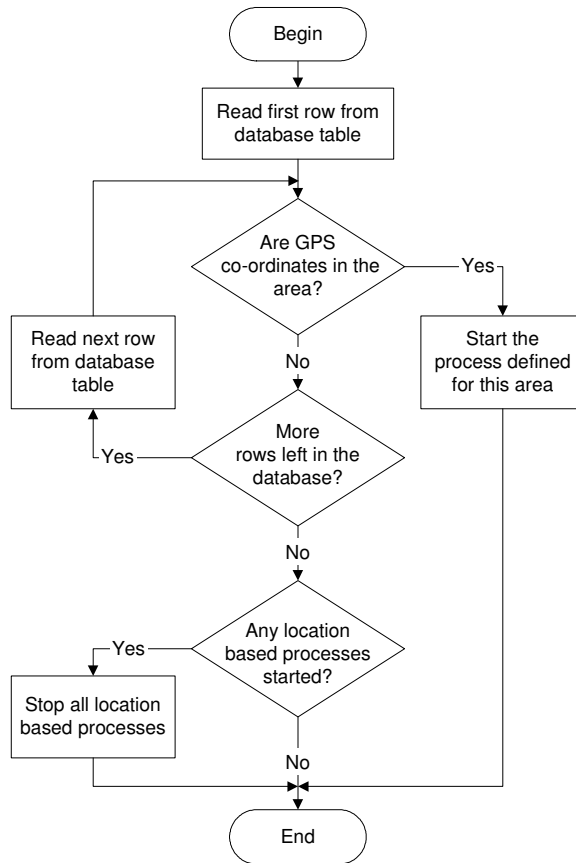 Begin
Read first row from
database table
Are GPS
co-ordinates in the
area?
Yes
Read next row
from database
table
Start the
process defined
for this area
No
More
rows left in the
database?
Yes
No
Any location
based processes
started?
Yes
Stop all location
based processes
No
End